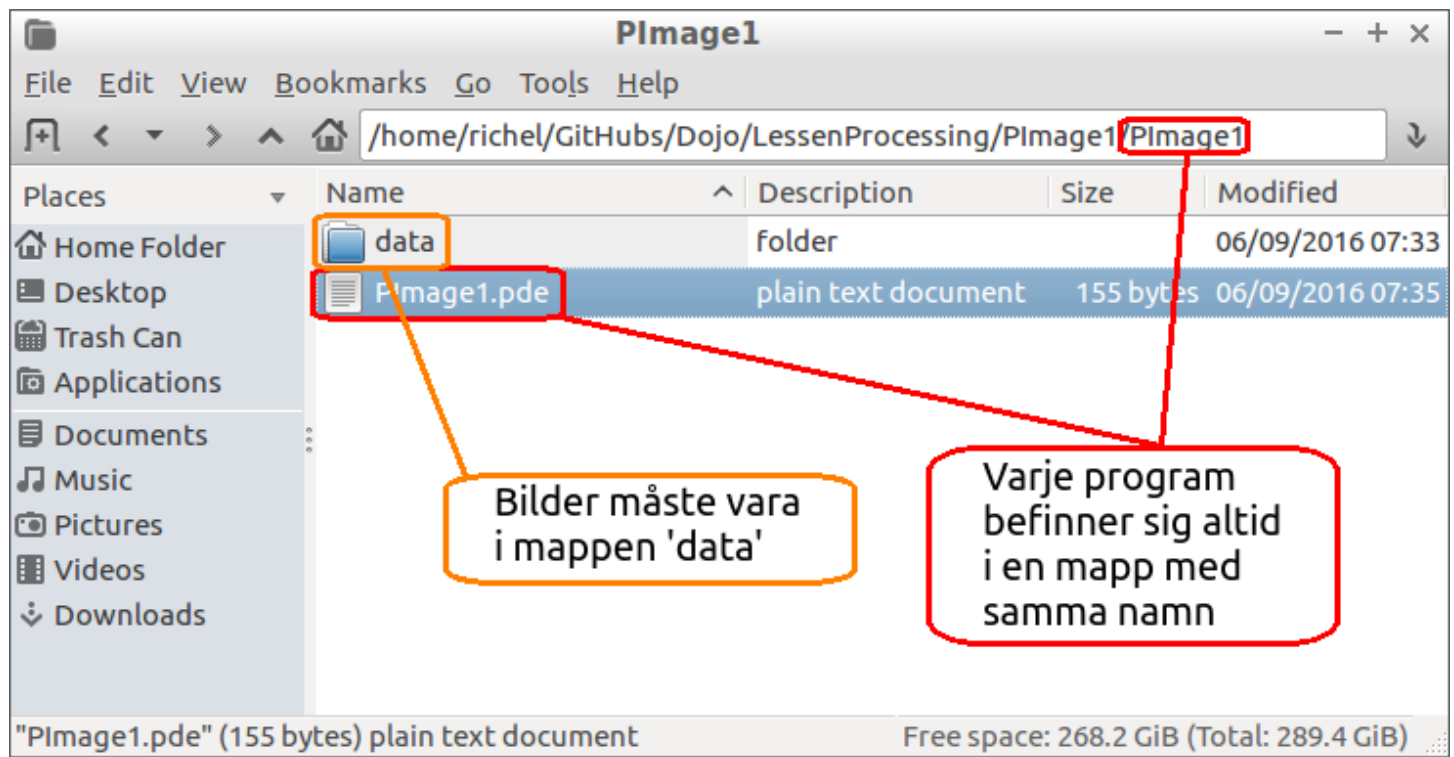 PImage1
File Edit View Bookmarks Go Tools Help
/home/richel/GitHubs/Dojo/LessenProcessing/PImage1/PImage1
Places
Home Folder
Desktop
Trash Can
Applications
Documents
Music
Pictures
Videos
Downloads
Name Description Size Modified
data folder 06/09/2016 07:33
PImage1.pde plain text document 155 bytes 06/09/2016 07:35
Bilder måste vara
i mappen 'data'
Varje program
befinner sig altid
i en mapp med
samma namn
"PImage1.pde" (155 bytes) plain text document Free space: 268.2 GiB (Total: 289.4 GiB)